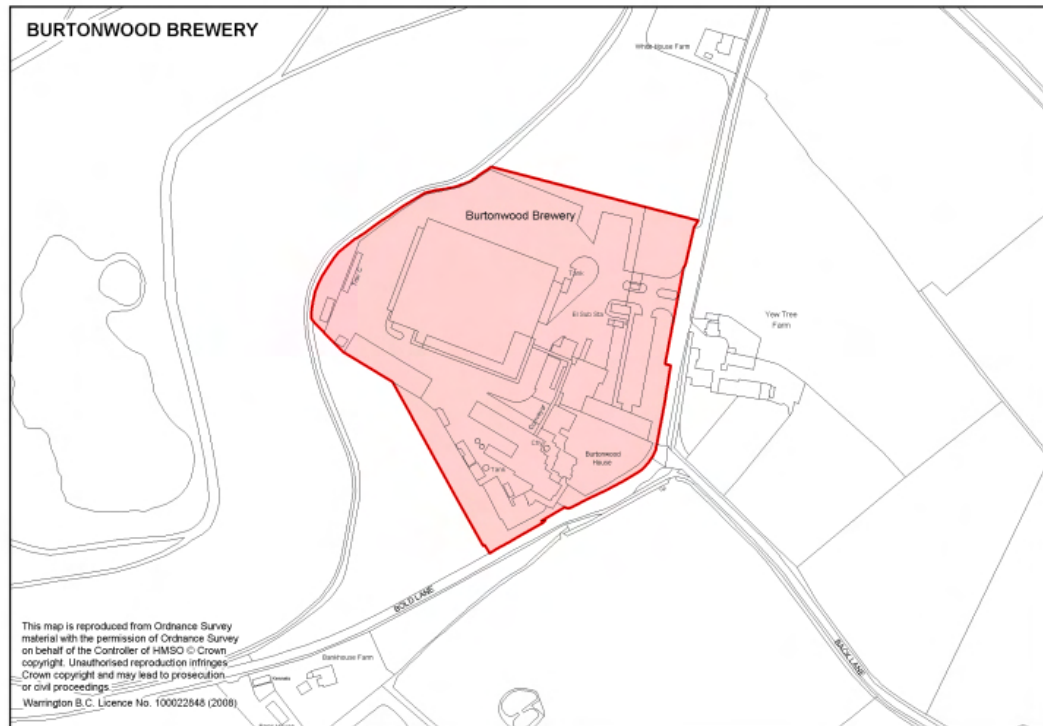 BURTONWOOD BREWERY
White House Farm
Burtonwood Brewery
Tank
El Sub Sta
Yew Tree
Farm
Conveyor
Chy
Burtonwood
House
Tank
BOLD LANE
BACK LANE
Bankhouse Farm
This map is reproduced from Ordnance Survey
material with the permission of Ordnance Survey
on behalf of the Controller of HMSO © Crown
copyright. Unauthorised reproduction infringes
Crown copyright and may lead to prosecution
or civil proceedings
Warrington B.C. Licence No. 100022848 (2008)